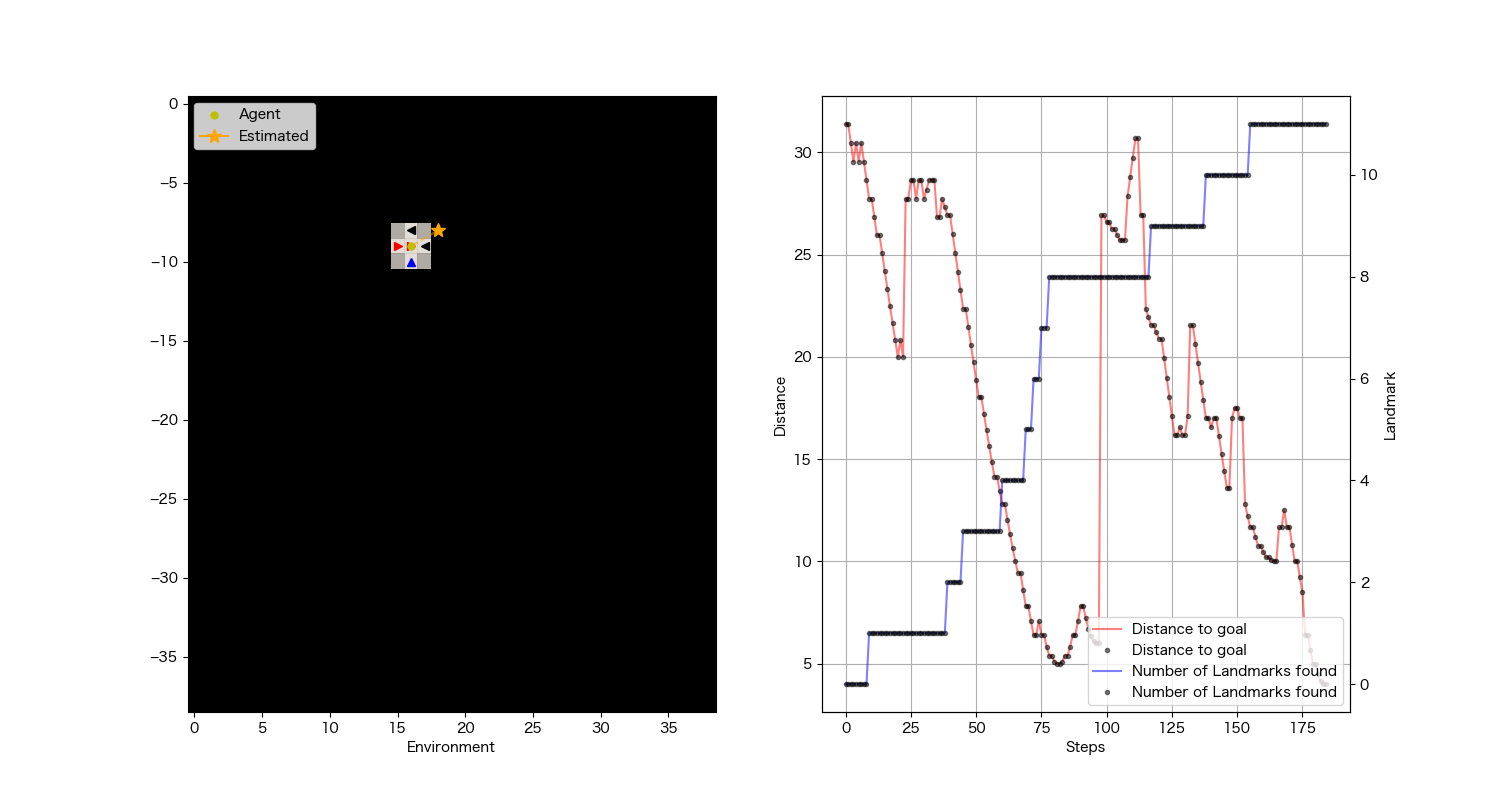 Agent
Estimated
0
−5
−10
−15
−20
−25
−30
−35
0 5 10 15 20 25 30 35
Environment
30
25
20
15
10
5
Distance
0 25 50 75 100 125 150 175
Steps
10
8
6
4
2
0
Landmark
Distance to goal
Distance to goal
Number of Landmarks found
Number of Landmarks found